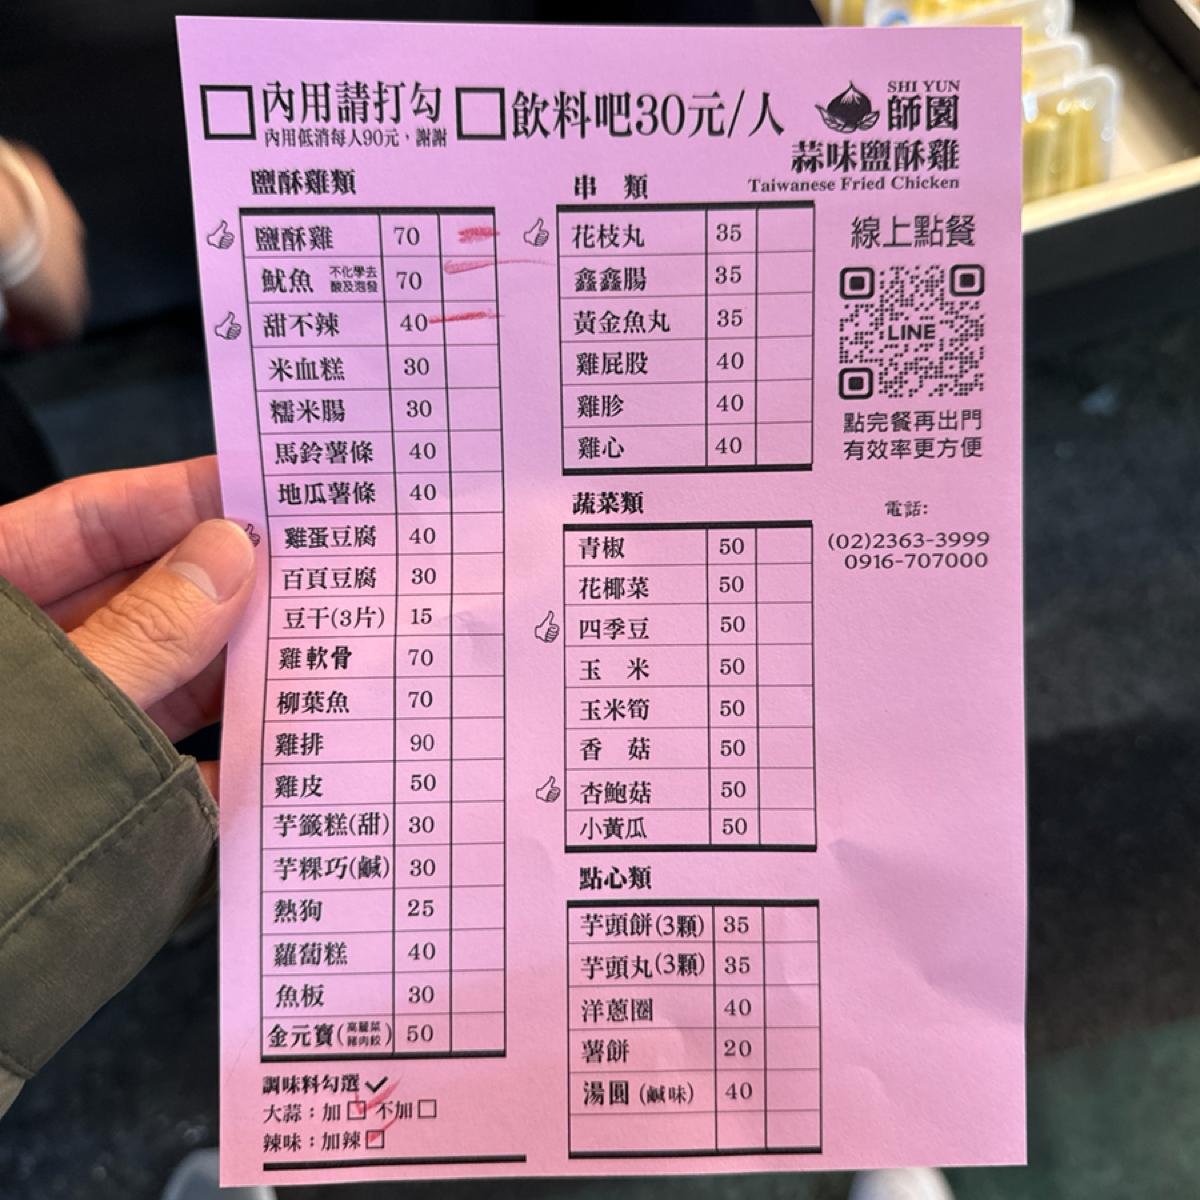 內用請打勾
內用低消每人90元，謝謝
飲料吧30元/人
SHI YUN
師園
蒜味鹽酥雞
Taiwanese Fried Chicken
鹽酥雞類
鹽酥雞 70
魷魚 不化學去酸及泡發 70
甜不辣 40
米血糕 30
糯米腸 30
馬鈴薯條 40
地瓜薯條 40
雞蛋豆腐 40
百頁豆腐 30
豆干(3片) 15
雞軟骨 70
柳葉魚 70
雞排 90
雞皮 50
芋籤糕(甜) 30
芋粿巧(鹹) 30
熱狗 25
蘿蔔糕 40
魚板 30
金元寶(高麗菜豬肉餃) 50
調味料勾選✓
大蒜：加□ 不加□
辣味：加辣□
串 類
花枝丸 35
鑫鑫腸 35
黃金魚丸 35
雞屁股 40
雞胗 40
雞心 40
蔬菜類
青椒 50
花椰菜 50
四季豆 50
玉 米 50
玉米筍 50
香 菇 50
杏鮑菇 50
小黃瓜 50
點心類
芋頭餅(3顆) 35
芋頭丸(3顆) 35
洋蔥圈 40
薯餅 20
湯圓 (鹹味) 40
線上點餐
LINE
點完餐再出門
有效率更方便
電話:
(02)2363-3999
0916-707000